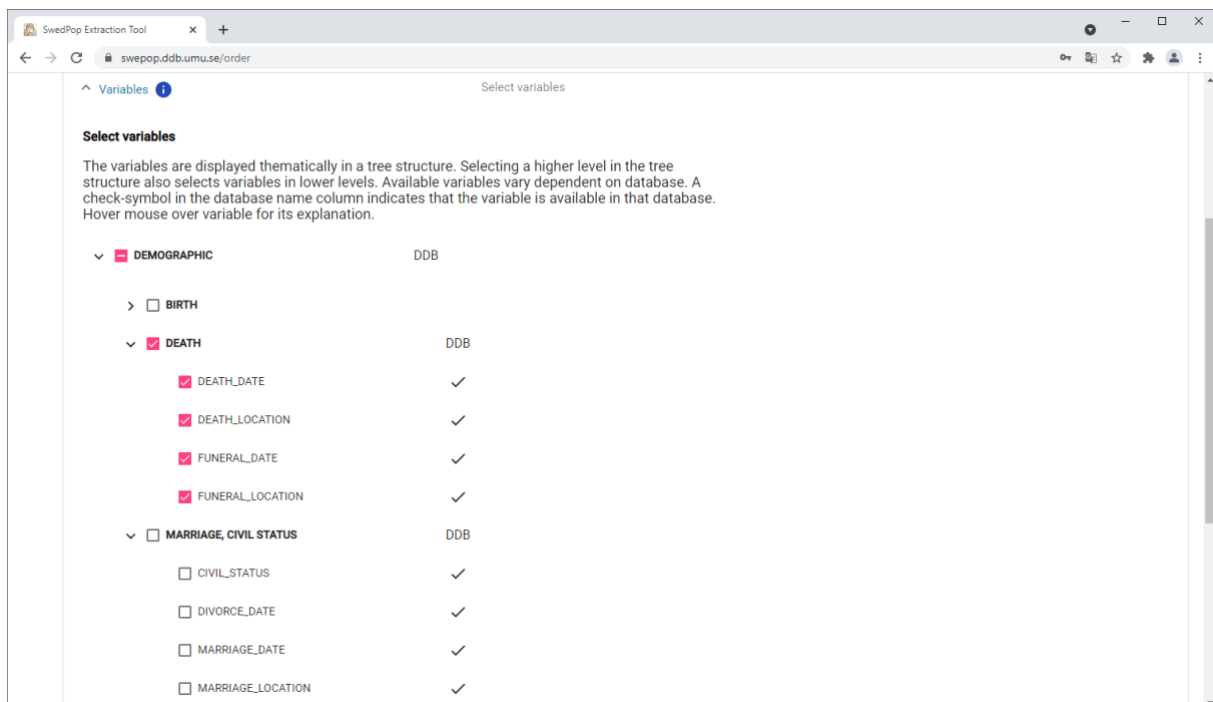 SwedPop Extraction Tool
swepop.ddb.umu.se/order
Variables i Select variables
Select variables
The variables are displayed thematically in a tree structure. Selecting a higher level in the tree
structure also selects variables in lower levels. Available variables vary dependent on database. A
check-symbol in the database name column indicates that the variable is available in that database.
Hover mouse over variable for its explanation.
DEMOGRAPHIC DDB
BIRTH
DEATH DDB
DEATH_DATE
DEATH_LOCATION
FUNERAL_DATE
FUNERAL_LOCATION
MARRIAGE, CIVIL STATUS DDB
CIVIL_STATUS
DIVORCE_DATE
MARRIAGE_DATE
MARRIAGE_LOCATION